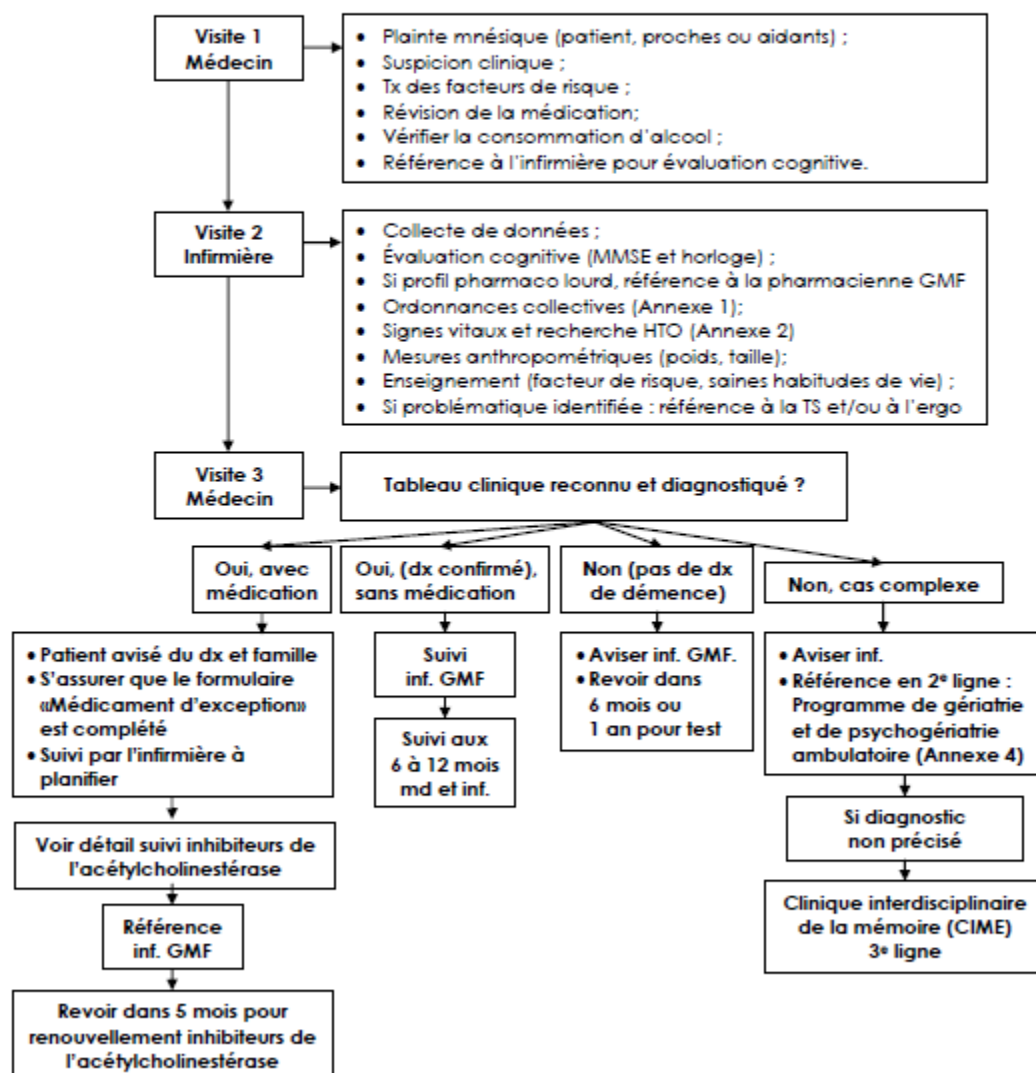 Visite 1
Médecin
• Plainte mnésique (patient, proches ou aidants) ;
• Suspicion clinique ;
• Tx des facteurs de risque ;
• Révision de la médication;
• Vérifier la consommation d'alcool ;
• Référence à l'infirmière pour évaluation cognitive.
Visite 2
Infirmière
• Collecte de données ;
• Évaluation cognitive (MMSE et horloge) ;
• Si profil pharmaco lourd, référence à la pharmacienne GMF
• Ordonnances collectives (Annexe 1);
• Signes vitaux et recherche HTO (Annexe 2)
• Mesures anthropométriques (poids, taille);
• Enseignement (facteur de risque, saines habitudes de vie) ;
• Si problématique identifiée : référence à la TS et/ou à l'ergo
Visite 3
Médecin
Tableau clinique reconnu et diagnostiqué ?
Oui, avec
médication
• Patient avisé du dx et famille
• S'assurer que le formulaire
«Médicament d'exception»
est complété
• Suivi par l'infirmière à
planifier
Voir détail suivi inhibiteurs de
l'acétylcholinestérase
Référence
inf. GMF
Revoir dans 5 mois pour
renouvellement inhibiteurs de
l'acétylcholinestérase
Oui, (dx confirmé),
sans médication
Suivi
inf. GMF
Suivi aux
6 à 12 mois
md et inf.
Non (pas de dx
de démence)
• Aviser inf. GMF.
• Revoir dans
6 mois ou
1 an pour test
Non, cas complexe
• Aviser inf.
• Référence en 2e ligne :
Programme de gériatrie
et de psychogériatrie
ambulatoire (Annexe 4)
Si diagnostic
non précisé
Clinique interdisciplinaire
de la mémoire (CIME)
3e ligne